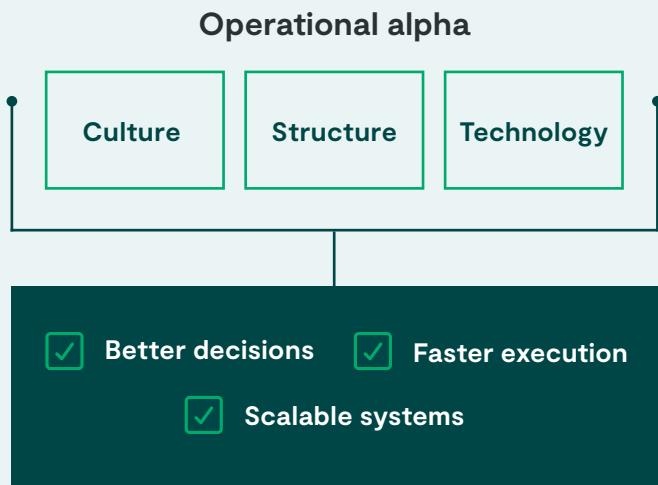 Operational alpha
Culture
Structure
Technology
Better decisions
Faster execution
Scalable systems